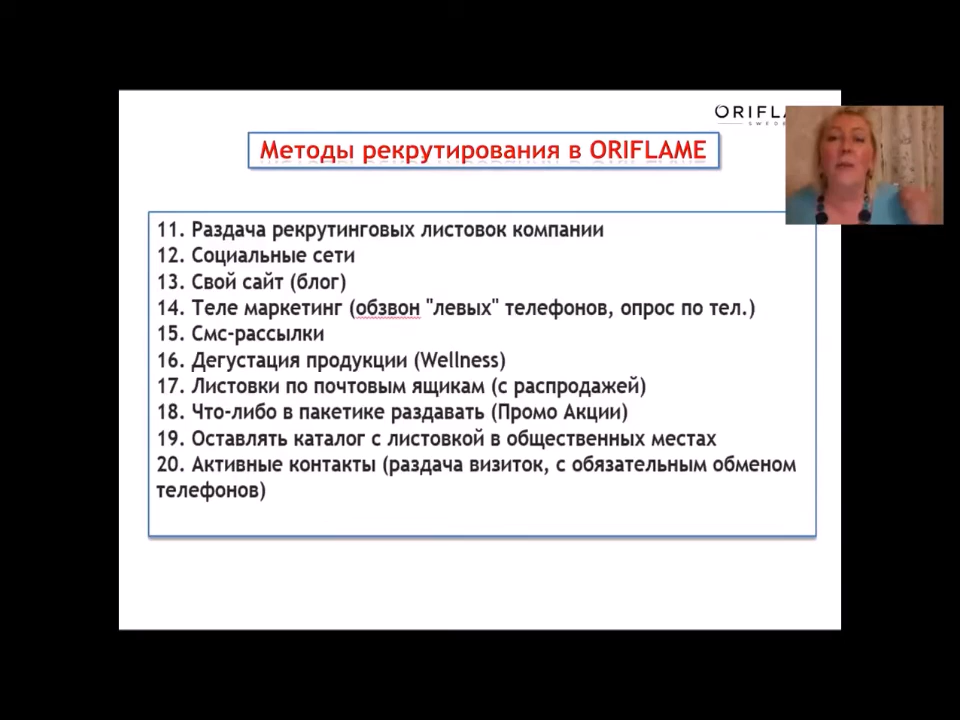 ORIFLA
SWEDE
Методы рекрутирования в ORIFLAME
11. Раздача рекрутинговых листовок компании
12. Социальные сети
13. Свой сайт (блог)
14. Теле маркетинг (обзвон "левых" телефонов, опрос по тел.)
15. Смс-рассылки
16. Дегустация продукции (Wellness)
17. Листовки по почтовым ящикам (с распродажей)
18. Что-либо в пакетике раздавать (Промо Акции)
19. Оставлять каталог с листовкой в общественных местах
20. Активные контакты (раздача визиток, с обязательным обменом
телефонов)